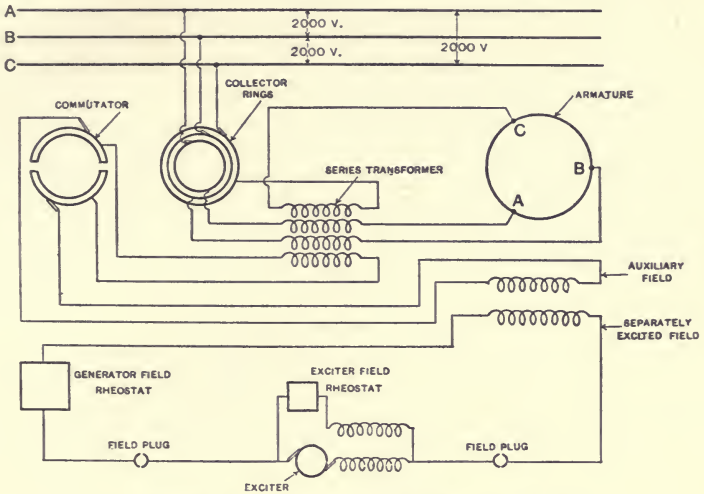 A
2000 V.
B
2000 V.
2000 V
C
COLLECTOR
RINGS
COMMUTATOR
ARMATURE
C
B
A
SERIES TRANSFORMER
AUXILIARY
FIELD
SEPARATELY
EXCITED FIELD
GENERATOR FIELD
RHEOSTAT
EXCITER FIELD
RHEOSTAT
FIELD PLUG
FIELD PLUG
EXCITER